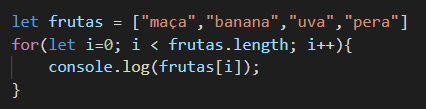 let frutas = ["maça","banana","uva","pera"]
for(let i=0; i < frutas.length; i++){
    console.log(frutas[i]);
}